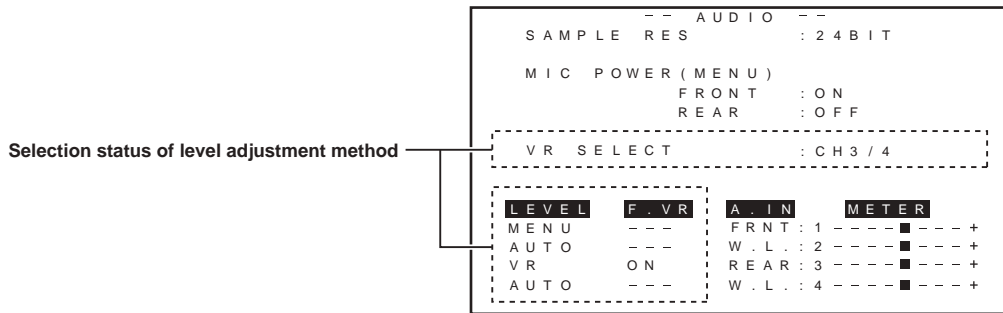 -- AUDIO --
SAMPLE RES :24BIT
MIC POWER(MENU)
FRONT :ON
REAR :OFF
Selection status of level adjustment method
VR SELECT :CH3/4
LEVEL F.VR A.IN METER
MENU --- FRNT:1 ----■---+
AUTO --- W.L.:2 ----■---+
VR ON REAR:3 ----■---+
AUTO --- W.L.:4 ----■---+